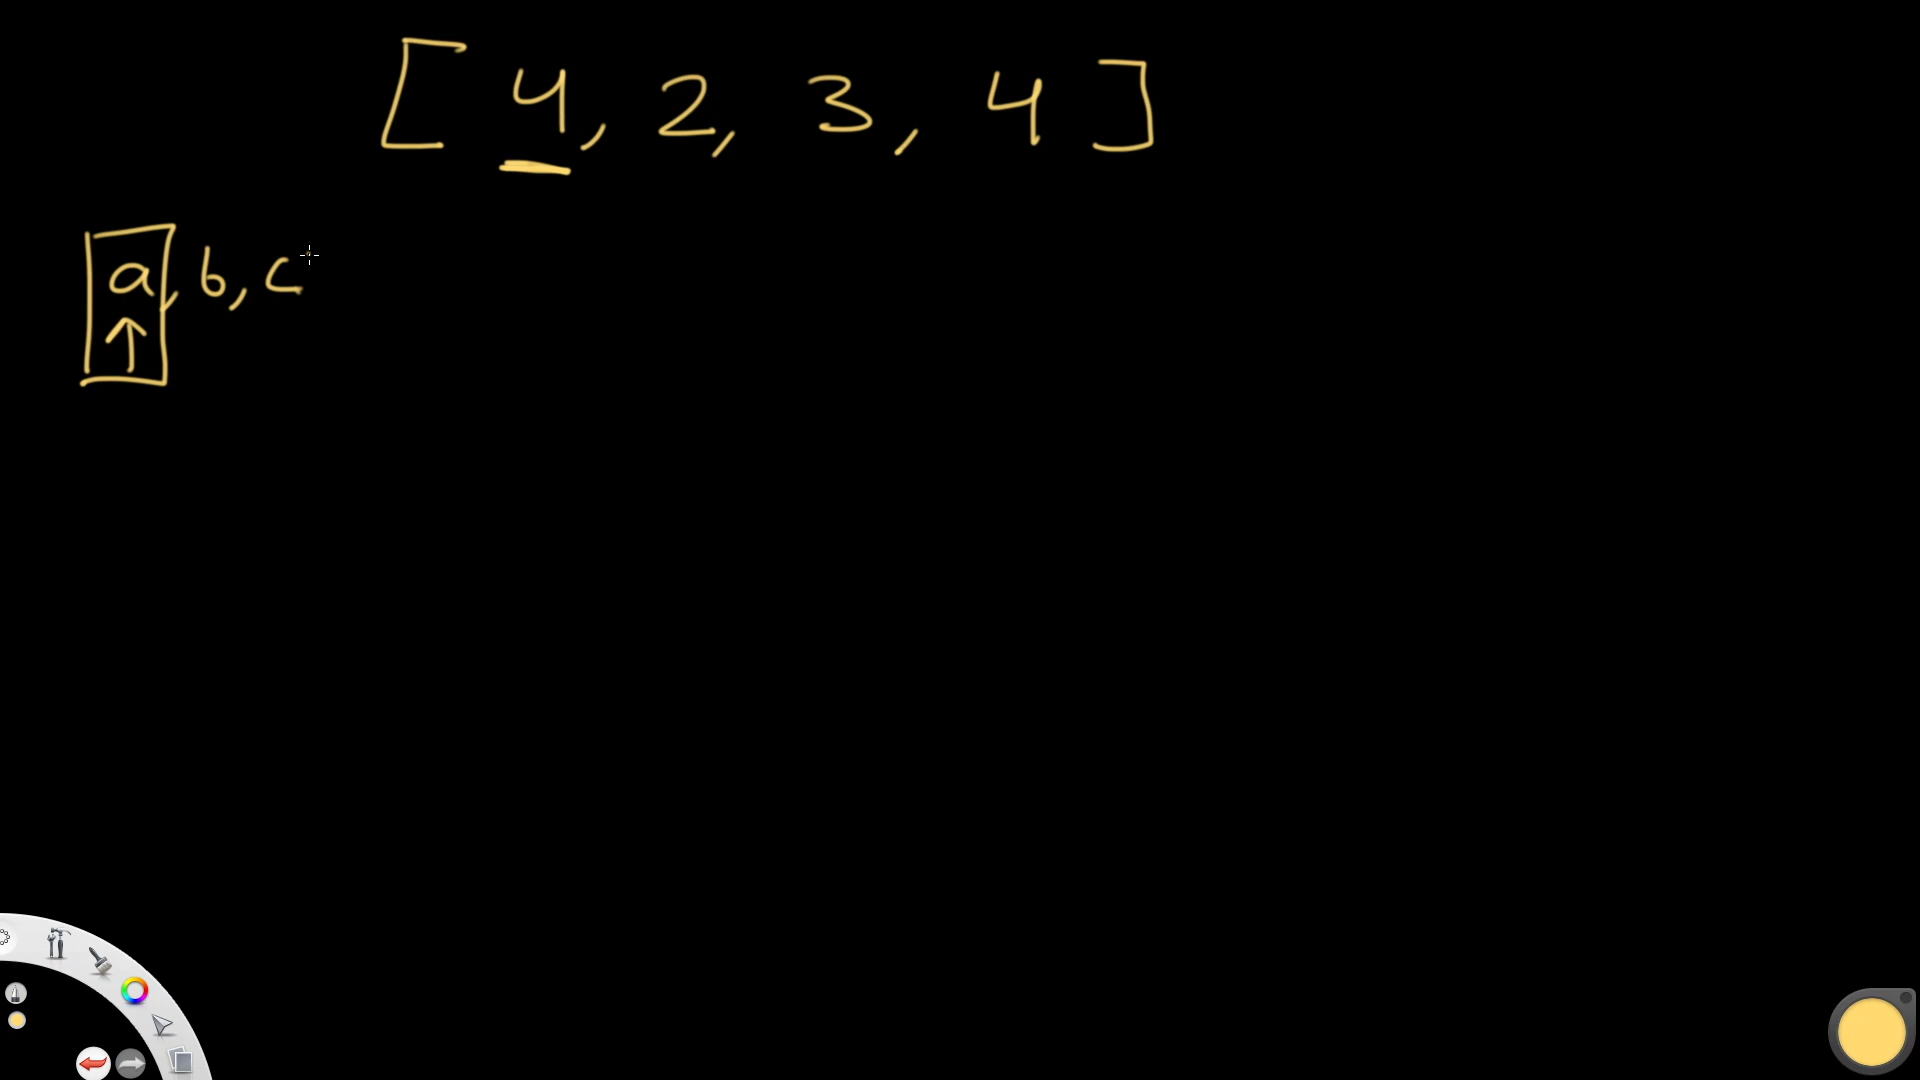 [ 4, 2, 3, 4 ]
a, b, c